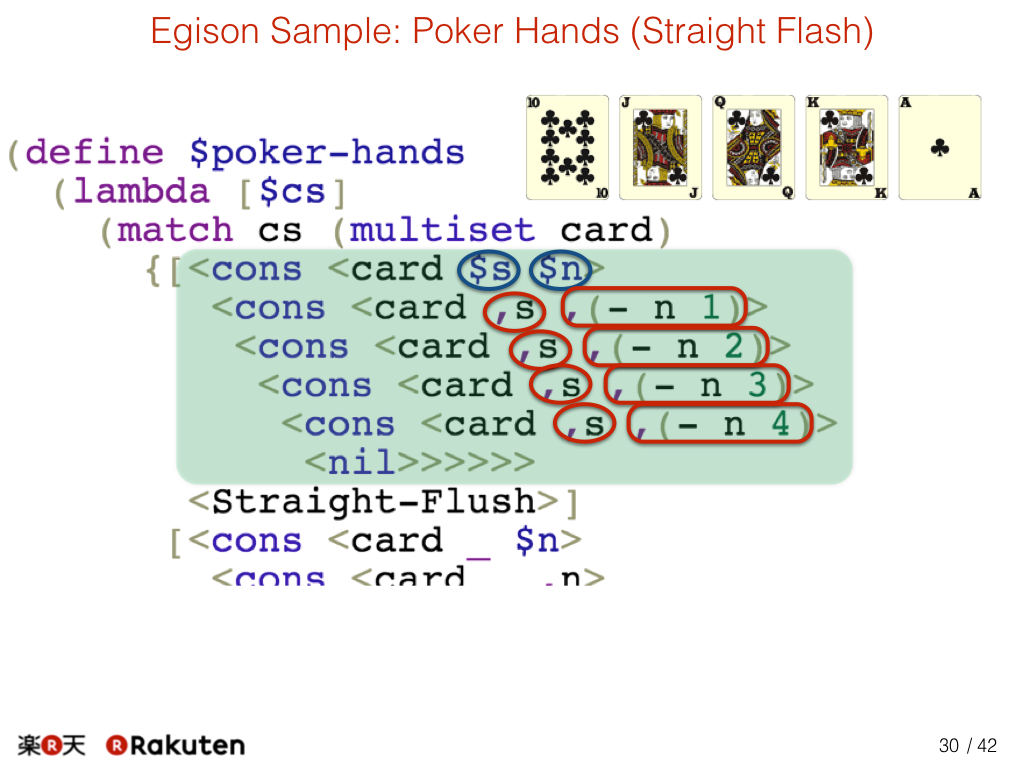 Egison Sample: Poker Hands (Straight Flash)
10 J Q K A
10 J Q K A
(define $poker-hands
(lambda [$cs]
(match cs (multiset card)
{[<cons <card $s $n>
<cons <card ,s ,(- n 1)>
<cons <card ,s ,(- n 2)>
<cons <card ,s ,(- n 3)>
<cons <card ,s ,(- n 4)>
<nil>>>>>>
<Straight-Flush>]
[<cons <card _ $n>
<cons <card ,n>
楽R天 R Rakuten
30 / 42